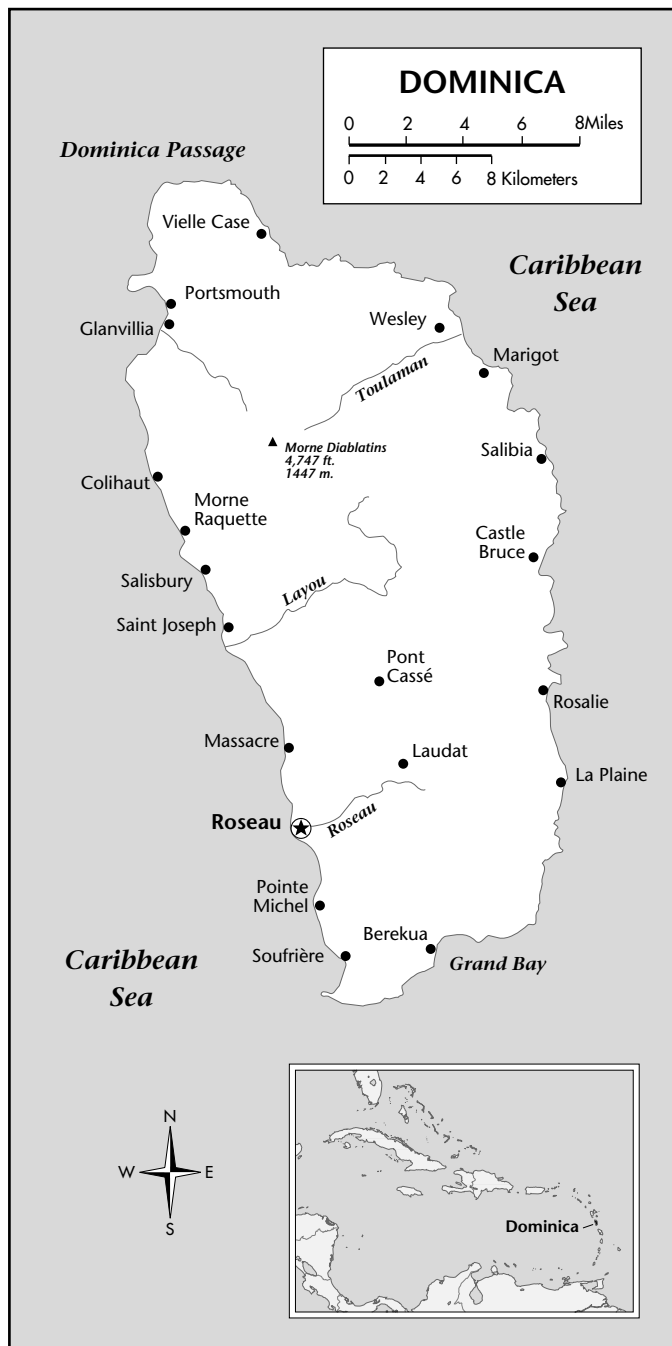 DOMINICA
0 2 4 6 8Miles
0 2 4 6 8 Kilometers
Dominica Passage
Vielle Case
Caribbean
Sea
Portsmouth
Glanvillia
Wesley
Marigot
Toulaman
Morne Diablatins
4,747 ft.
1447 m.
Salibia
Colihaut
Morne
Raquette
Castle
Bruce
Salisbury
Layou
Saint Joseph
Pont
Cassé
Rosalie
Massacre
Laudat
La Plaine
Roseau
Roseau
Pointe
Michel
Berekua
Soufrière
Grand Bay
Caribbean
Sea
N
W E
S
Dominica